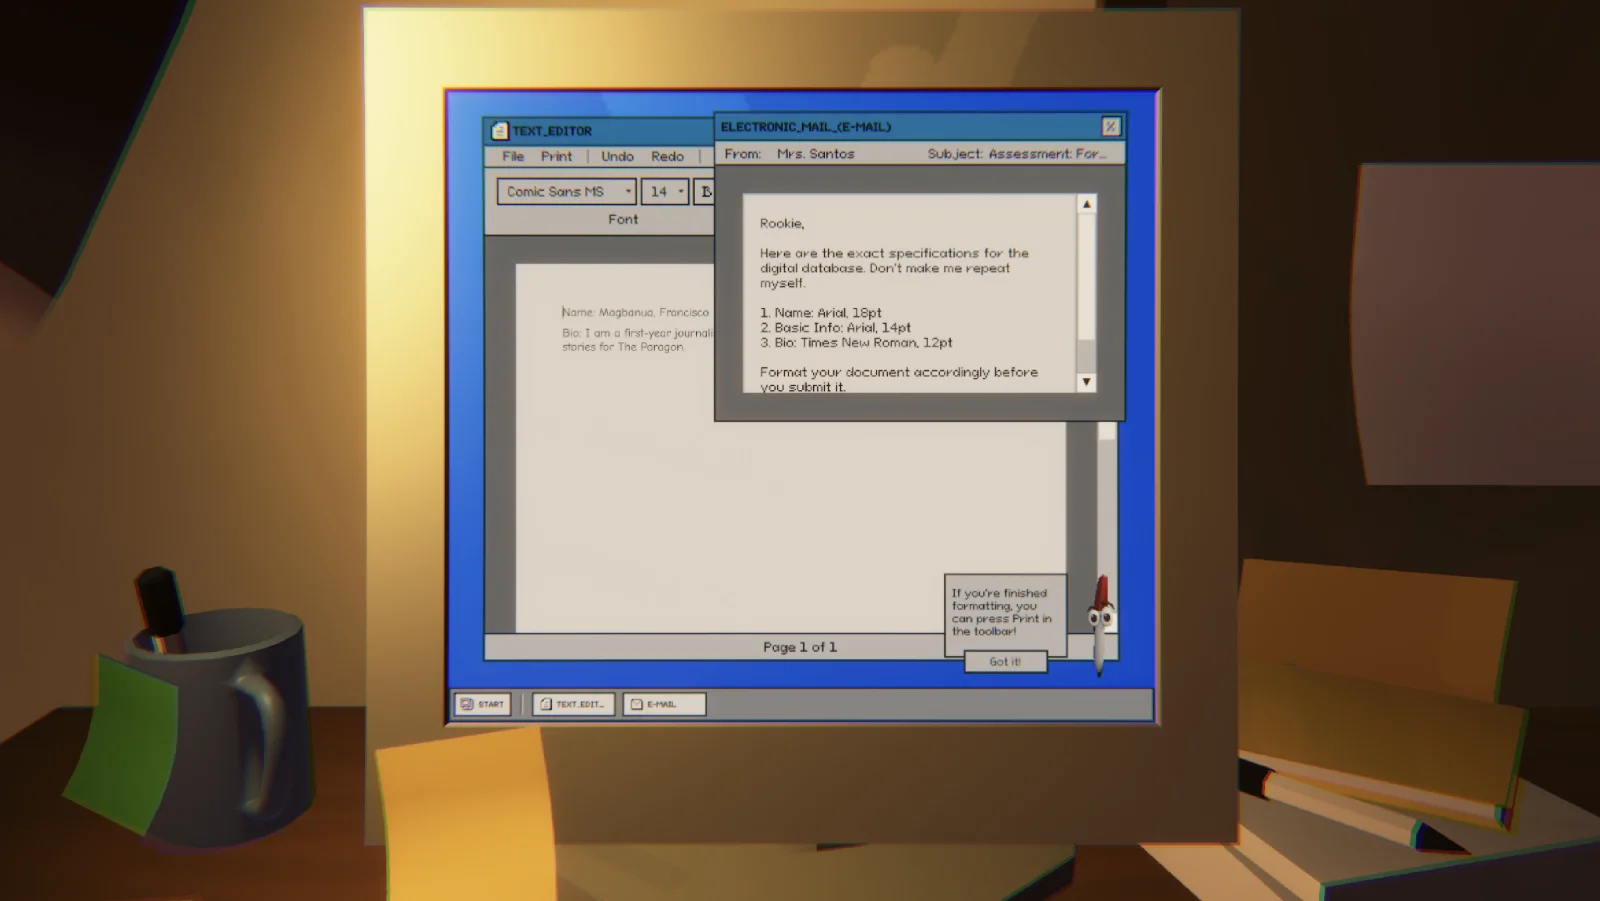 TEXT_EDITOR
File Print | Undo Redo |
Comic Sans MS 14 B
Font
Name: Magbanua, Francisco
Bio: I am a first-year journali
stories for The Paragon.
ELECTRONIC_MAIL_(E-MAIL)
From: Mrs. Santos Subject: Assessment: For...
Rookie,
Here are the exact specifications for the
digital database. Don't make me repeat
myself.
1. Name: Arial, 18pt
2. Basic Info: Arial, 14pt
3. Bio: Times New Roman, 12pt
Format your document accordingly before
you submit it.
If you're finished
formatting, you
can press Print in
the toolbar!
Got it!
Page 1 of 1
START TEXT_EDIT... E-MAIL